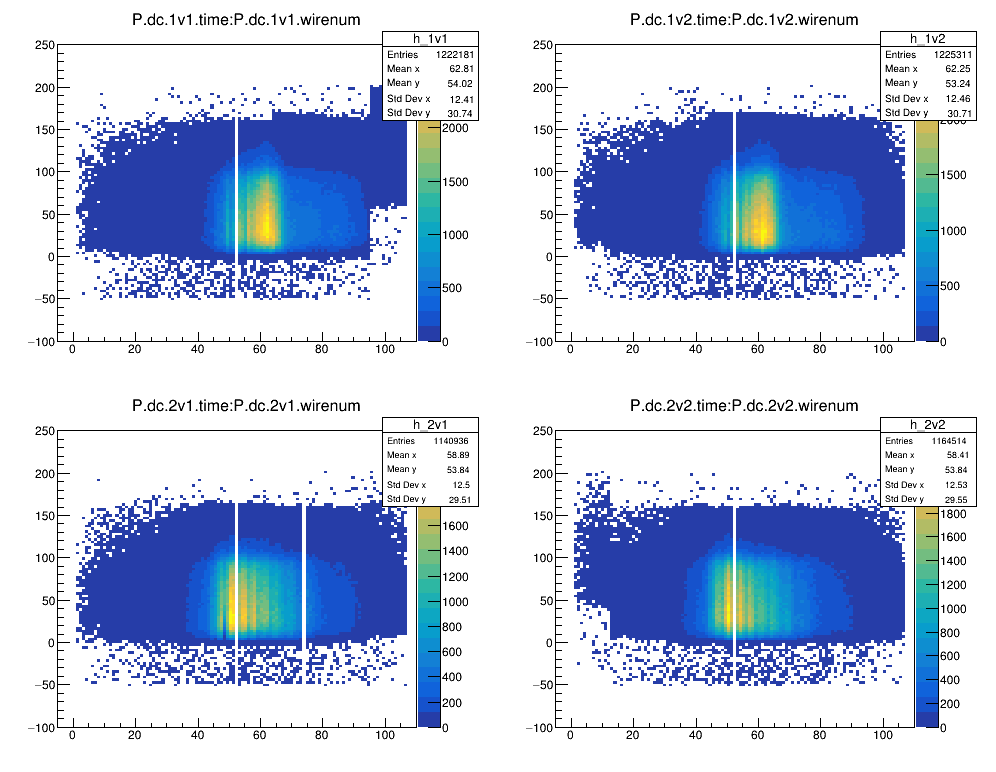 P.dc.1v1.time:P.dc.1v1.wirenum
h_1v1
Entries 1222181
Mean x 62.81
Mean y 54.02
Std Dev x 12.41
Std Dev y 30.74
250
200
150
100
50
0
−50
−100
0 20 40 60 80 100
2000
1500
1000
500
0
P.dc.1v2.time:P.dc.1v2.wirenum
h_1v2
Entries 1225311
Mean x 62.25
Mean y 53.24
Std Dev x 12.46
Std Dev y 30.71
250
200
150
100
50
0
−50
−100
0 20 40 60 80 100
2000
1500
1000
500
0
P.dc.2v1.time:P.dc.2v1.wirenum
h_2v1
Entries 1140936
Mean x 58.89
Mean y 53.84
Std Dev x 12.5
Std Dev y 29.51
250
200
150
100
50
0
−50
−100
0 20 40 60 80 100
1600
1400
1200
1000
800
600
400
200
0
P.dc.2v2.time:P.dc.2v2.wirenum
h_2v2
Entries 1164514
Mean x 58.41
Mean y 53.84
Std Dev x 12.53
Std Dev y 29.55
250
200
150
100
50
0
−50
−100
0 20 40 60 80 100
1800
1600
1400
1200
1000
800
600
400
200
0